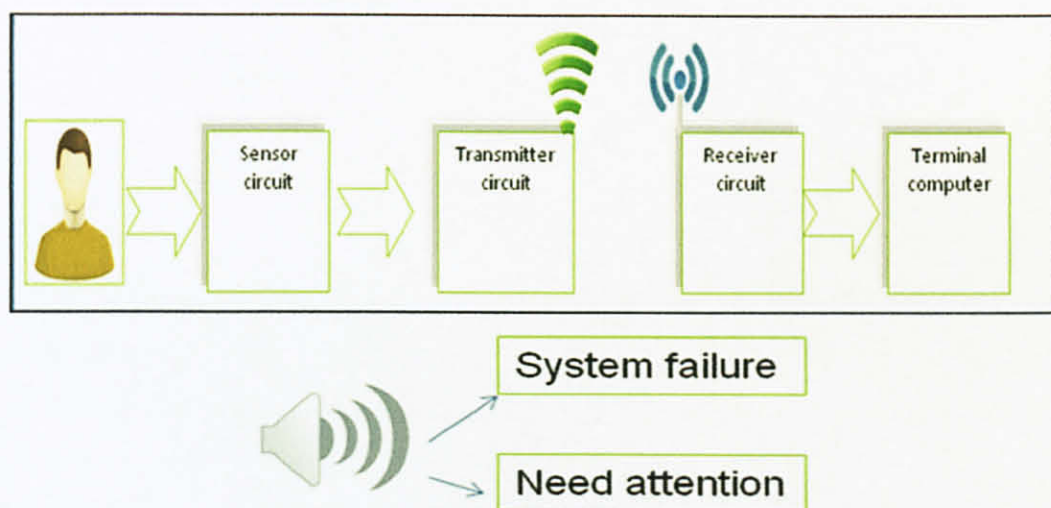 Sensor
circuit
Transmitter
circuit
Receiver
circuit
Terminal
computer
System failure
Need attention